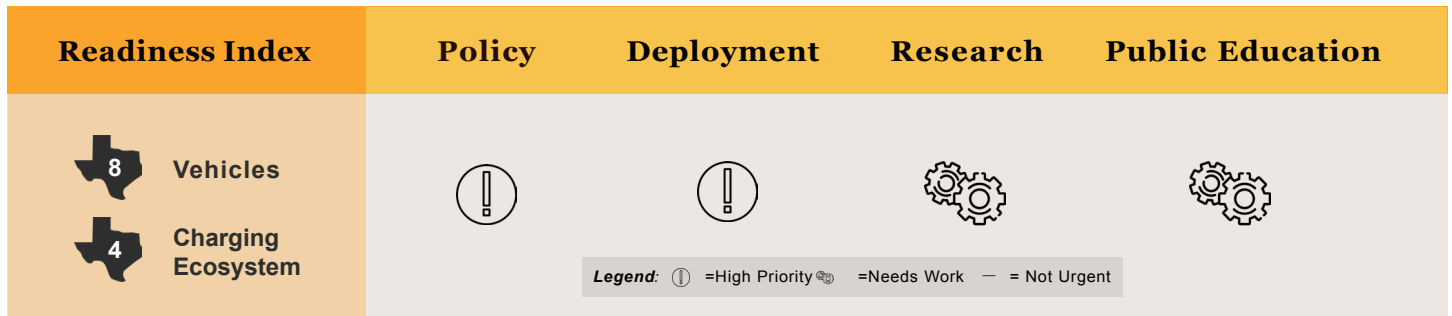 Readiness Index Policy Deployment Research Public Education
8 Vehicles
4 Charging
Ecosystem
Legend: =High Priority =Needs Work — = Not Urgent